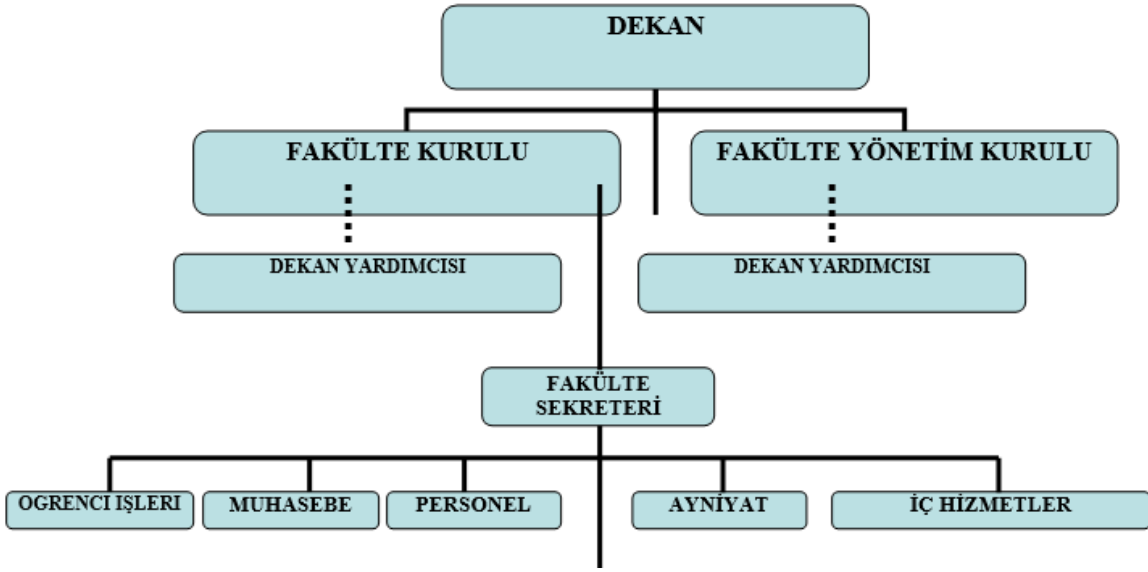 DEKAN
FAKÜLTE KURULU
FAKÜLTE YÖNETİM KURULU
DEKAN YARDIMCISI
DEKAN YARDIMCISI
FAKÜLTE
SEKRETERİ
OGRENCI IŞLERI
MUHASEBE
PERSONEL
AYNİYAT
İÇ HİZMETLER